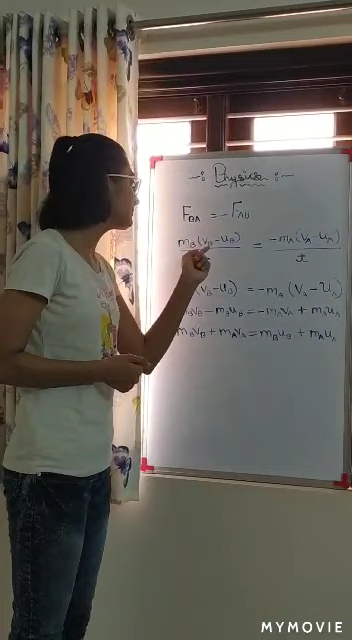 -: Physics :-
F_BA = -F_AB
m_B(v_B - u_B) = -m_A(v_A - u_A)
t
(v_B - u_B) = -m_A (v_A - u_A)
m_Bv_B - m_Bu_B = -m_Av_A + m_Au_A
m_Bv_B + m_Av_A = m_Bu_B + m_Au_A
MYMOVIE